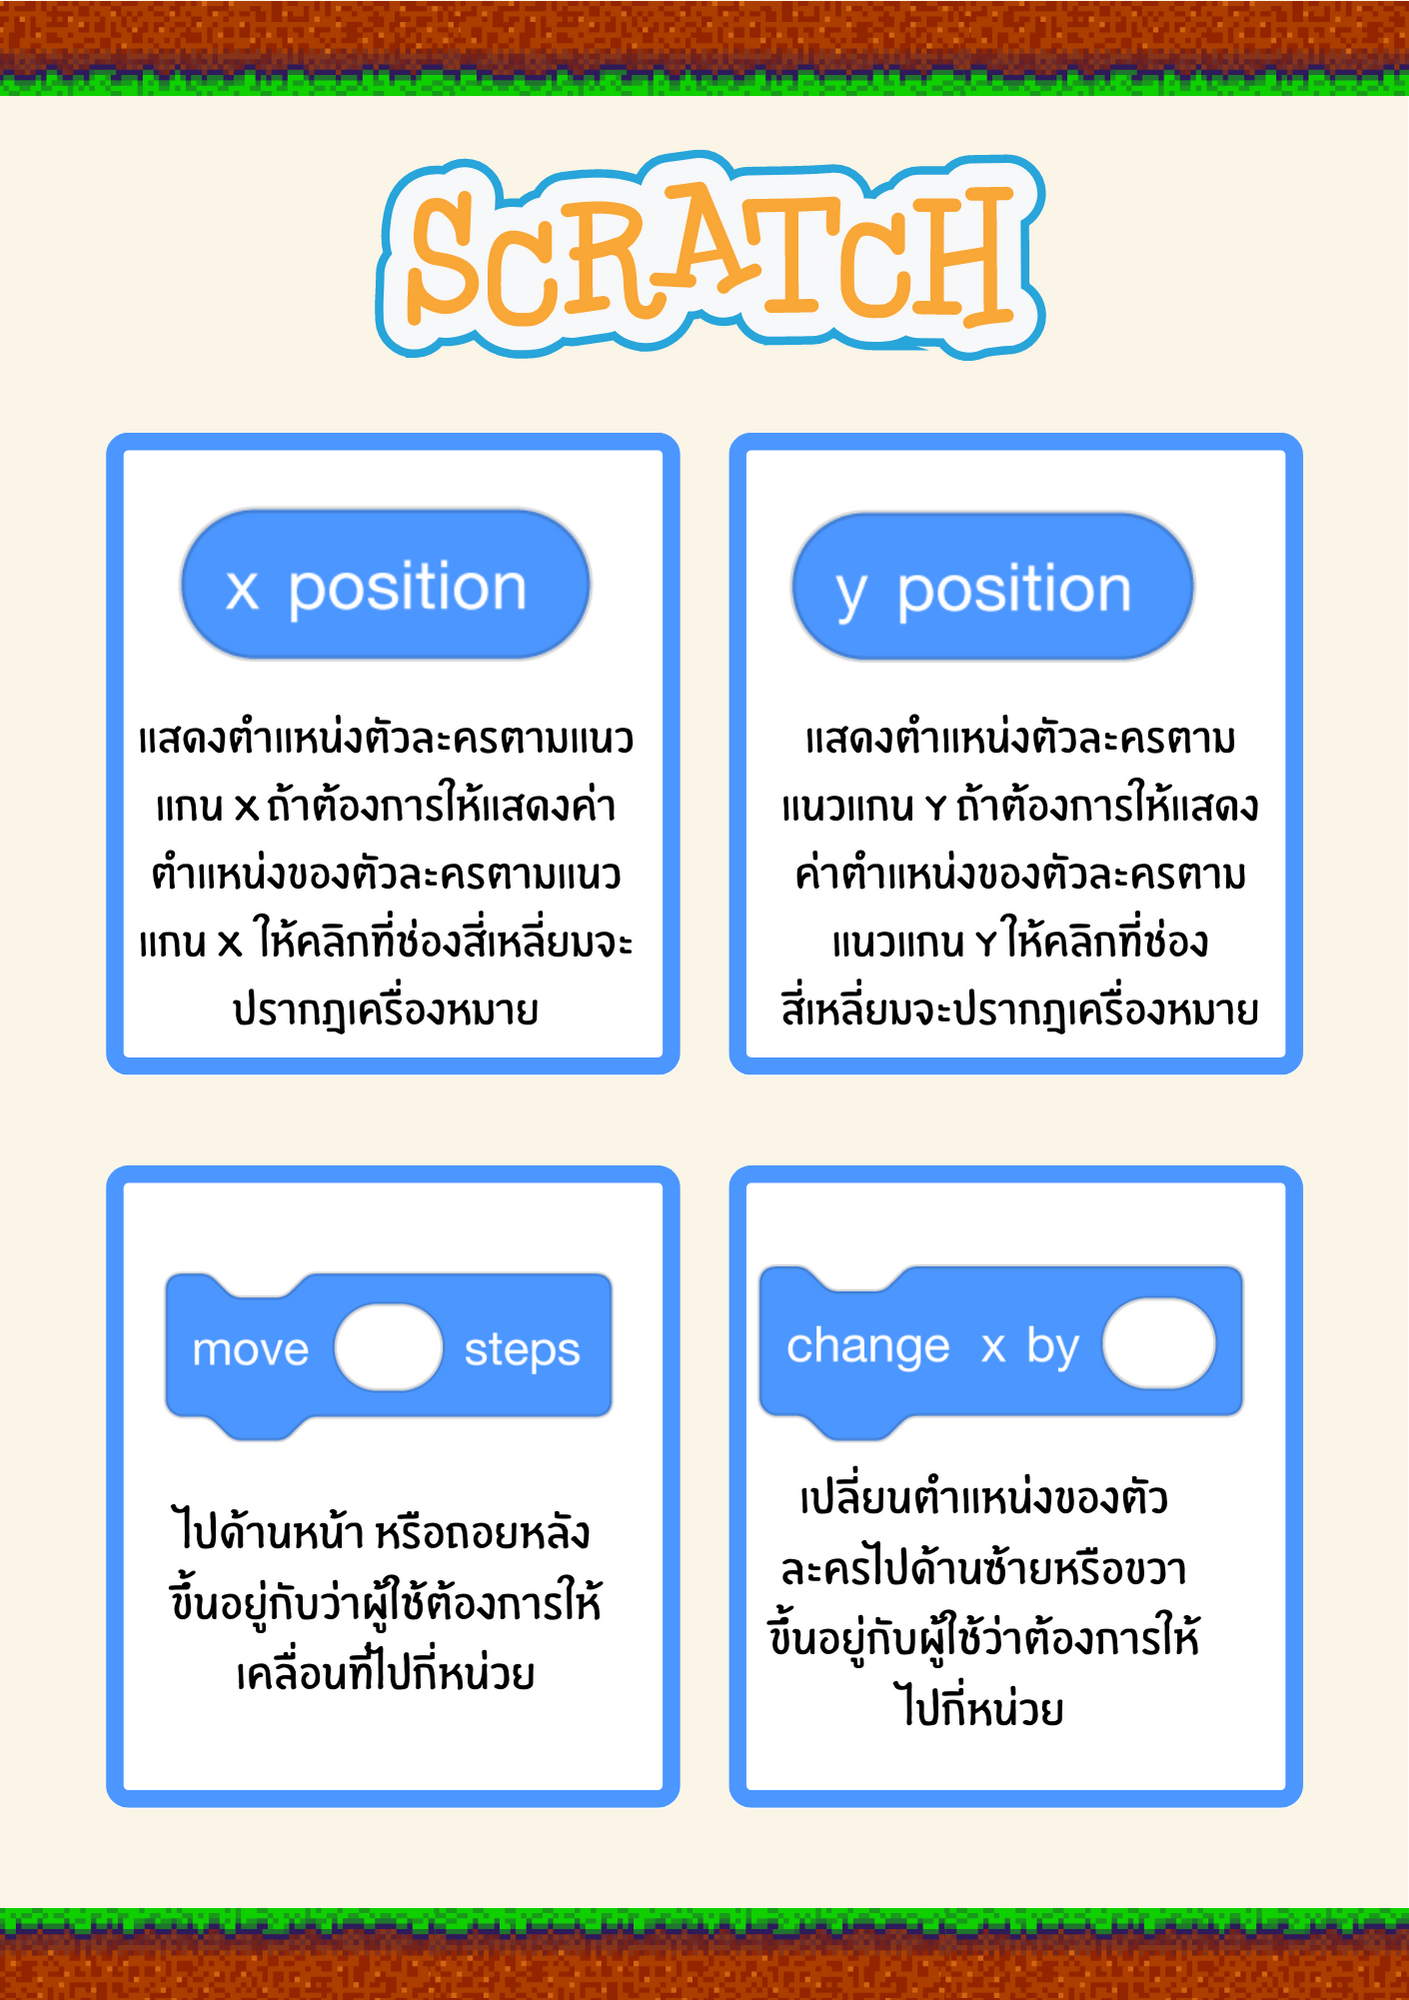 SCRATCH
x position
แสดงตำแหน่งตัวละครตามแนว
แกน X ถ้าต้องการให้แสดงค่า
ตำแหน่งของตัวละครตามแนว
แกน X ให้คลิกที่ช่องสี่เหลี่ยมจะ
ปรากฎเครื่องหมาย
y position
แสดงตำแหน่งตัวละครตาม
แนวแกน Y ถ้าต้องการให้แสดง
ค่าตำแหน่งของตัวละครตาม
แนวแกน Y ให้คลิกที่ช่อง
สี่เหลี่ยมจะปรากฎเครื่องหมาย
move steps
ไปด้านหน้า หรือถอยหลัง
ขึ้นอยู่กับว่าผู้ใช้ต้องการให้
เคลื่อนที่ไปกี่หน่วย
change x by
เปลี่ยนตำแหน่งของตัว
ละครไปด้านซ้ายหรือขวา
ขึ้นอยู่กับผู้ใช้ว่าต้องการให้
ไปกี่หน่วย